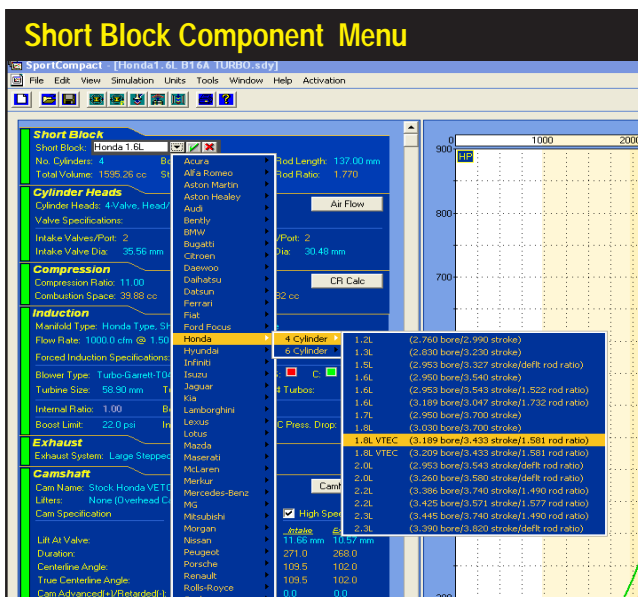 Short Block Component Menu
SportCompact - [Honda1.6L B16A TURBO.sdy]
File Edit View Simulation Units Tools Window Help Activation
Short Block
Short Block: Honda 1.6L
No. Cylinders: 4 Bo Rod Length: 137.00 mm
Total Volume: 1595.26 cc St Rod Ratio: 1.770
Cylinder Heads
Cylinder Heads: 4-Valve, Head/ Air Flow
Valve Specifications:
Intake Valves/Port: 2 /Port: 2
Intake Valve Dia: 35.56 mm Dia: 30.48 mm
Compression
Compression Ratio: 11.00 CR Calc
Combustion Space: 39.88 cc 82 cc
Induction
Manifold Type: Honda Type, SH
Flow Rate: 1000.0 cfm @ 1.50
Forced Induction Specifications:
Blower Type: Turbo-Garrett-T04 C:
Turbine Size: 58.90 mm T # Turbos:
Internal Ratio: 1.00 B
Boost Limit: 22.0 psi In C Press. Drop:
Exhaust
Exhaust System: Large Stepped
Camshaft
Cam Name: Stock Honda VETC Cam
Lifters: None (Overhead Ca
Cam Specification High Spee
Intake E
Lift At Valve: 11.66 mm 10.57 mm
Duration: 271.0 268.0
Centerline Angle: 109.5 102.0
True Centerline Angle: 109.5 102.0
Cam Advanced(+)/Retarded(-): 0.0 0.0
Acura
Alfa Romeo
Aston Martin
Aston Healey
Audi
Bently
BMW
Bugatti
Citroen
Daewoo
Daihatsu
Datsun
Ferrari
Fiat
Ford Focus
Honda
Hyundai
Infiniti
Isuzu
Jaguar
Kia
Lamborghini
Lexus
Lotus
Mazda
Maserati
McLaren
Merkur
Mercedes-Benz
MG
Mitsubishi
Morgan
Nissan
Peugeot
Porsche
Renault
Rolls-Royce
4 Cylinder
6 Cylinder
1.2L (2.760 bore/2.990 stroke)
1.3L (2.830 bore/3.230 stroke)
1.5L (2.953 bore/3.327 stroke/deflt rod ratio)
1.6L (2.950 bore/3.540 stroke)
1.6L (2.953 bore/3.543 stroke/1.522 rod ratio)
1.6L (3.189 bore/3.047 stroke/1.732 rod ratio)
1.7L (2.950 bore/3.700 stroke)
1.8L (3.030 bore/3.700 stroke)
1.8L VTEC (3.189 bore/3.433 stroke/1.581 rod ratio)
1.8L VTEC (3.209 bore/3.433 stroke/1.581 rod ratio)
2.0L (2.953 bore/3.543 stroke/deflt rod ratio)
2.0L (3.260 bore/3.580 stroke/deflt rod ratio)
2.2L (3.386 bore/3.740 stroke/1.490 rod ratio)
2.2L (3.425 bore/3.571 stroke/1.577 rod ratio)
2.3L (3.445 bore/3.740 stroke/1.490 rod ratio)
2.3L (3.390 bore/3.820 stroke/deflt rod ratio)
0 1000 2000
900
HP
800
700
200